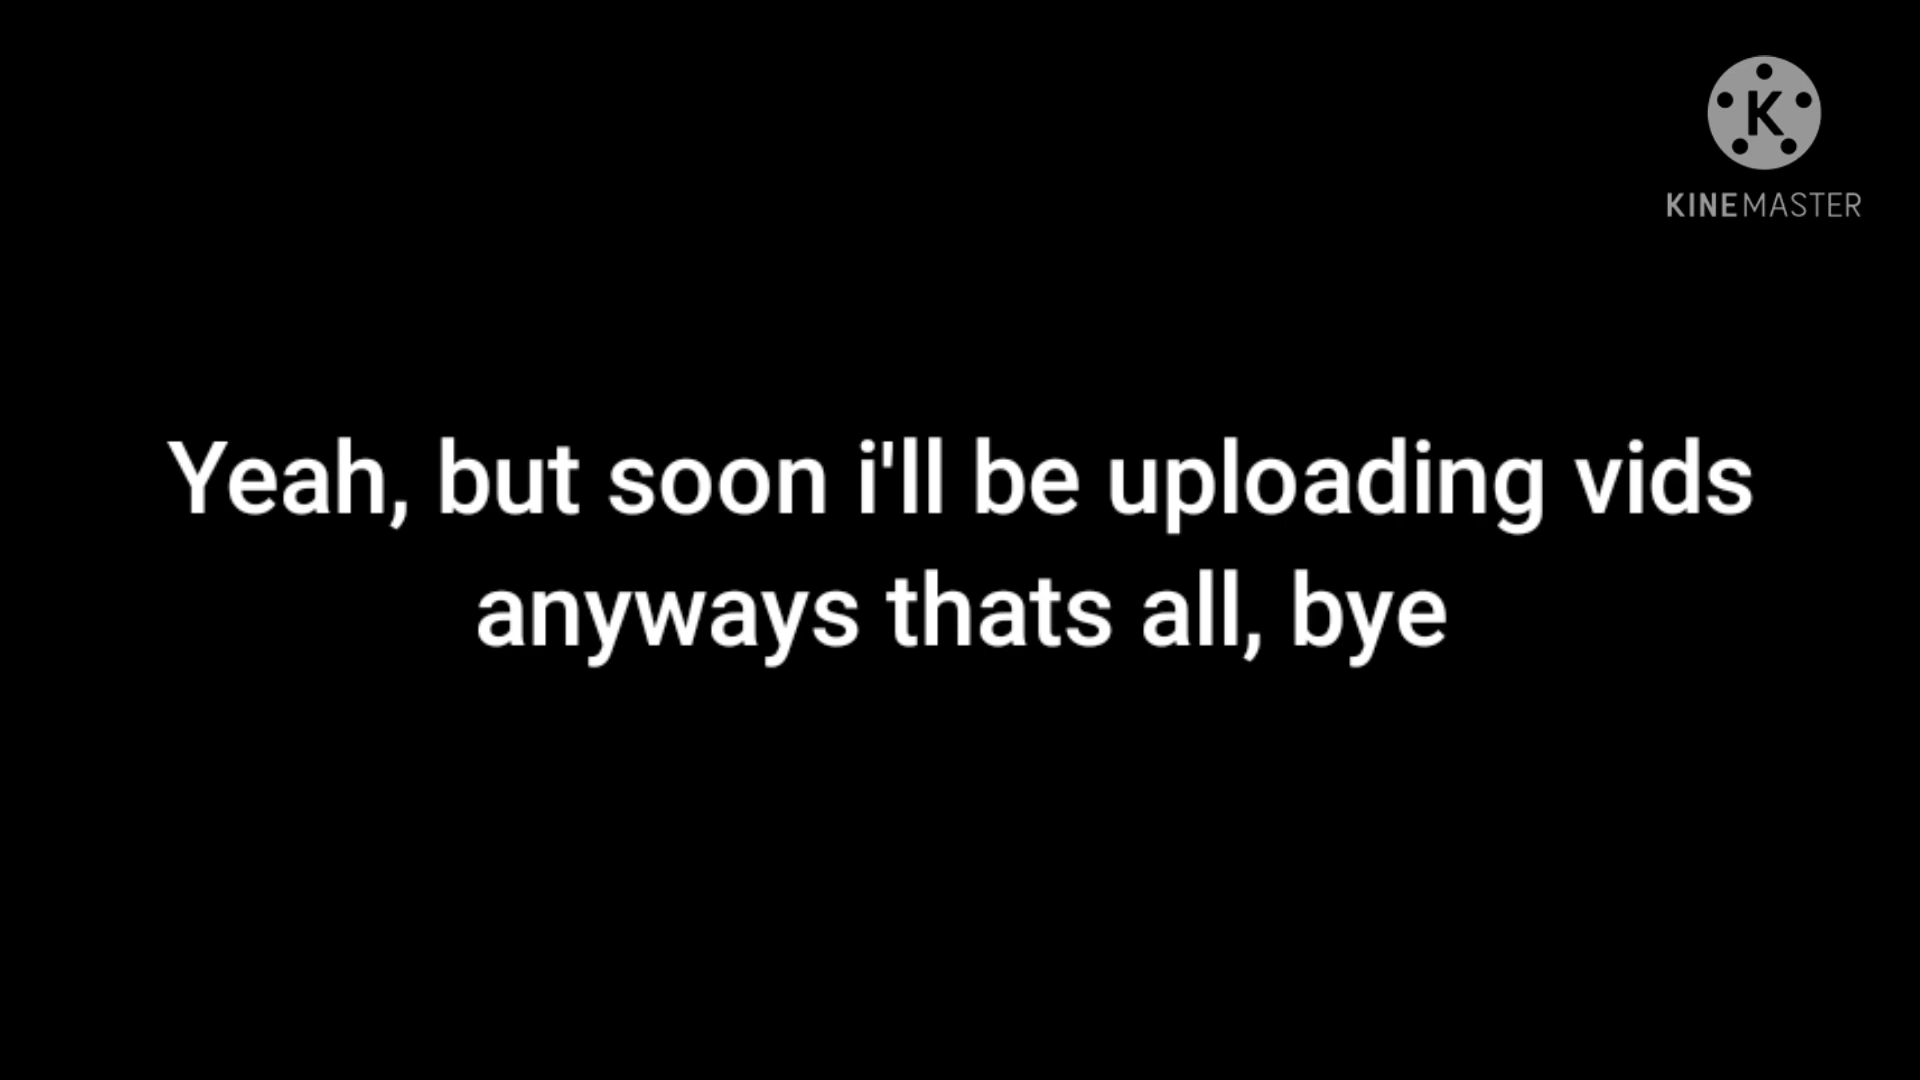 K
KINEMASTER
Yeah, but soon i'll be uploading vids
anyways thats all, bye